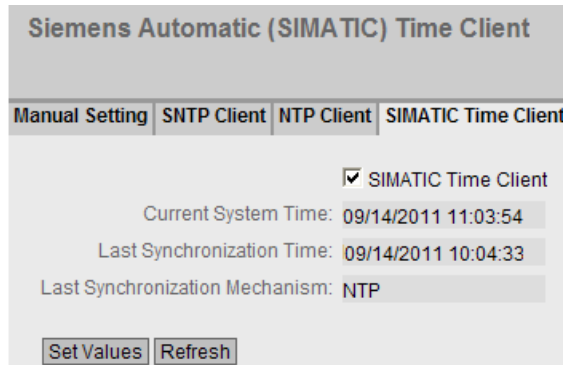 Siemens Automatic (SIMATIC) Time Client
Manual Setting SNTP Client NTP Client SIMATIC Time Client
SIMATIC Time Client
Current System Time: 09/14/2011 11:03:54
Last Synchronization Time: 09/14/2011 10:04:33
Last Synchronization Mechanism: NTP
Set Values Refresh